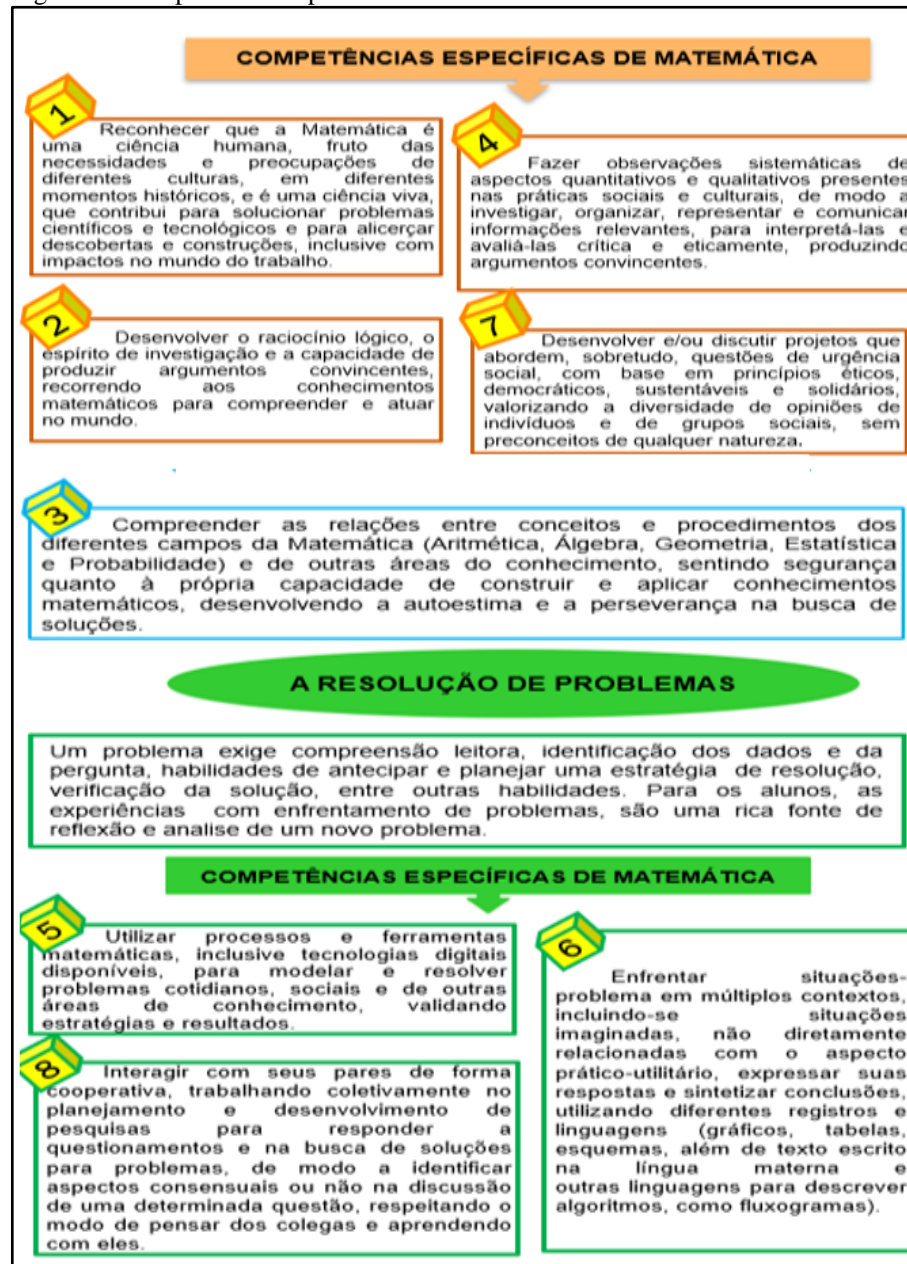 COMPETÊNCIAS ESPECÍFICAS DE MATEMÁTICA
1
Reconhecer que a Matemática é
uma ciência humana, fruto das
necessidades e preocupações de
diferentes culturas, em diferentes
momentos históricos, e é uma ciência viva,
que contribui para solucionar problemas
científicos e tecnológicos e para alicerçar
descobertas e construções, inclusive com
impactos no mundo do trabalho.
4
Fazer observações sistemáticas de
aspectos quantitativos e qualitativos presentes
nas práticas sociais e culturais, de modo a
investigar, organizar, representar e comunicar
informações relevantes, para interpretá-las e
avaliá-las crítica e eticamente, produzindo
argumentos convincentes.
2
Desenvolver o raciocínio lógico, o
espírito de investigação e a capacidade de
produzir argumentos convincentes,
recorrendo aos conhecimentos
matemáticos para compreender e atuar
no mundo.
7
Desenvolver e/ou discutir projetos que
abordem, sobretudo, questões de urgência
social, com base em princípios éticos,
democráticos, sustentáveis e solidários,
valorizando a diversidade de opiniões de
indivíduos e de grupos sociais, sem
preconceitos de qualquer natureza.
3
Compreender as relações entre conceitos e procedimentos dos
diferentes campos da Matemática (Aritmética, Álgebra, Geometria, Estatística
e Probabilidade) e de outras áreas do conhecimento, sentindo segurança
quanto à própria capacidade de construir e aplicar conhecimentos
matemáticos, desenvolvendo a autoestima e a perseverança na busca de
soluções.
A RESOLUÇÃO DE PROBLEMAS
Um problema exige compreensão leitora, identificação dos dados e da
pergunta, habilidades de antecipar e planejar uma estratégia de resolução,
verificação da solução, entre outras habilidades. Para os alunos, as
experiências com enfrentamento de problemas, são uma rica fonte de
reflexão e analise de um novo problema.
COMPETÊNCIAS ESPECÍFICAS DE MATEMÁTICA
5
Utilizar processos e ferramentas
matemáticas, inclusive tecnologias digitais
disponíveis, para modelar e resolver
problemas cotidianos, sociais e de outras
áreas de conhecimento, validando
estratégias e resultados.
8
Interagir com seus pares de forma
cooperativa, trabalhando coletivamente no
planejamento e desenvolvimento de
pesquisas para responder a
questionamentos e na busca de soluções
para problemas, de modo a identificar
aspectos consensuais ou não na discussão
de uma determinada questão, respeitando o
modo de pensar dos colegas e aprendendo
com eles.
6
Enfrentar situações-
problema em múltiplos contextos,
incluindo-se situações
imaginadas, não diretamente
relacionadas com o aspecto
prático-utilitário, expressar suas
respostas e sintetizar conclusões,
utilizando diferentes registros e
linguagens (gráficos, tabelas,
esquemas, além de texto escrito
na língua materna e
outras linguagens para descrever
algoritmos, como fluxogramas).